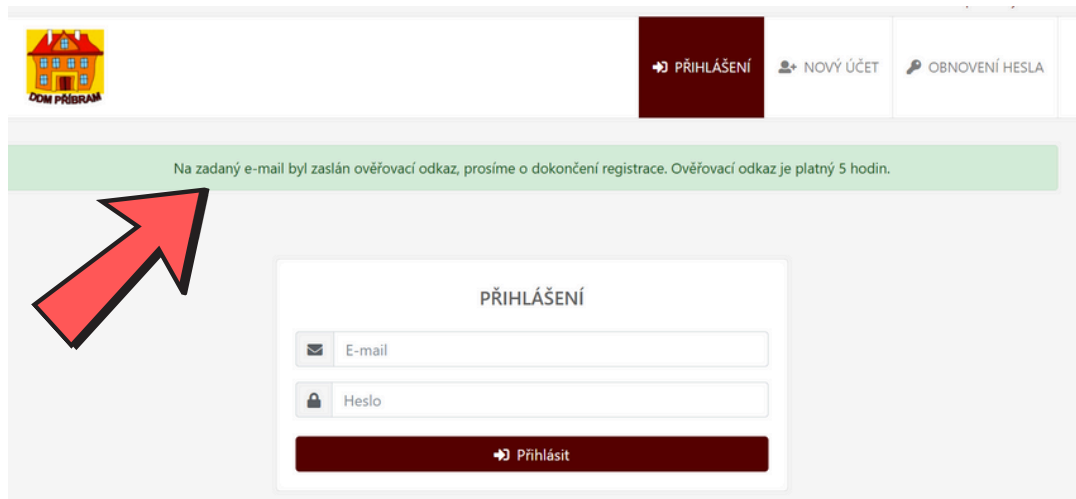 DDM PŘÍBRAM
PŘIHLÁŠENÍ
NOVÝ ÚČET
OBNOVENÍ HESLA
Na zadaný e-mail byl zaslán ověřovací odkaz, prosíme o dokončení registrace. Ověřovací odkaz je platný 5 hodin.
PŘIHLÁŠENÍ
E-mail
Heslo
Přihlásit